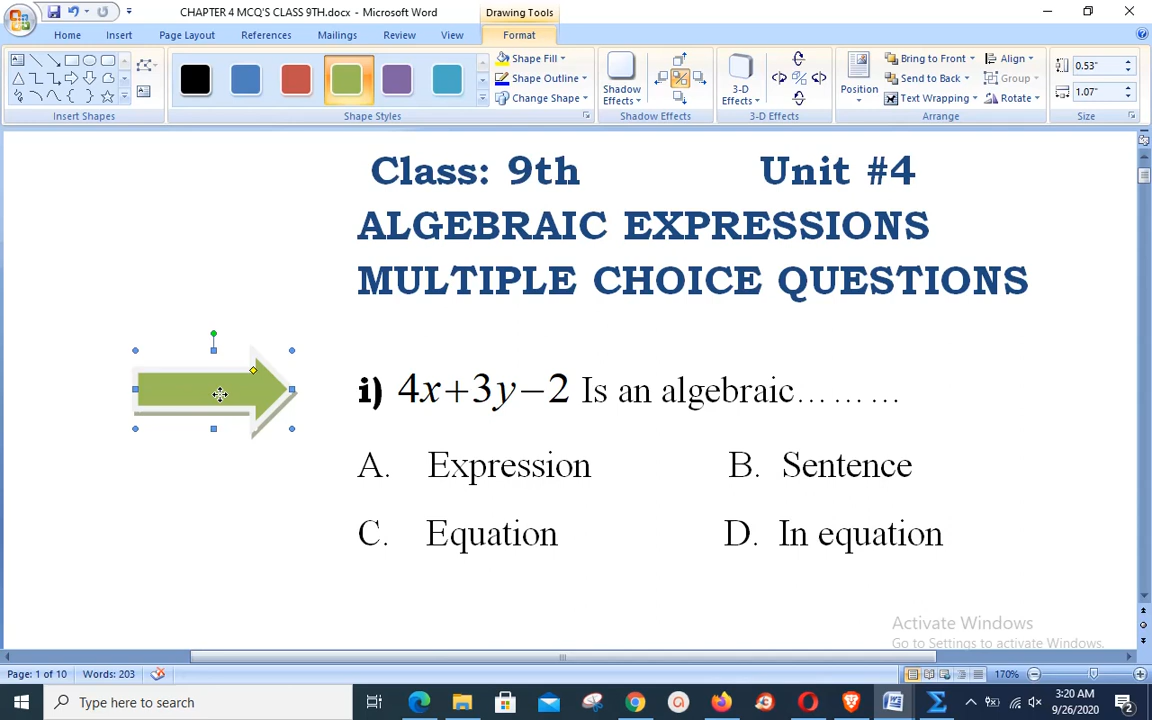 CHAPTER 4 MCQ'S CLASS 9TH.docx - Microsoft Word
Drawing Tools
Home Insert Page Layout References Mailings Review View Format
Shape Fill
Shape Outline
Change Shape
Shadow Effects
3-D Effects
Position
Bring to Front
Send to Back
Text Wrapping
Align
Group
Rotate
0.53"
1.07"
Insert Shapes Shape Styles Shadow Effects 3-D Effects Arrange Size
Class: 9th Unit #4
ALGEBRAIC EXPRESSIONS
MULTIPLE CHOICE QUESTIONS
i) 4x+3y−2 Is an algebraic………
A. Expression B. Sentence
C. Equation D. In equation
Activate Windows
Go to Settings to activate Windows.
Page: 1 of 10 Words: 203 170%
Type here to search
3:20 AM
9/26/2020
2